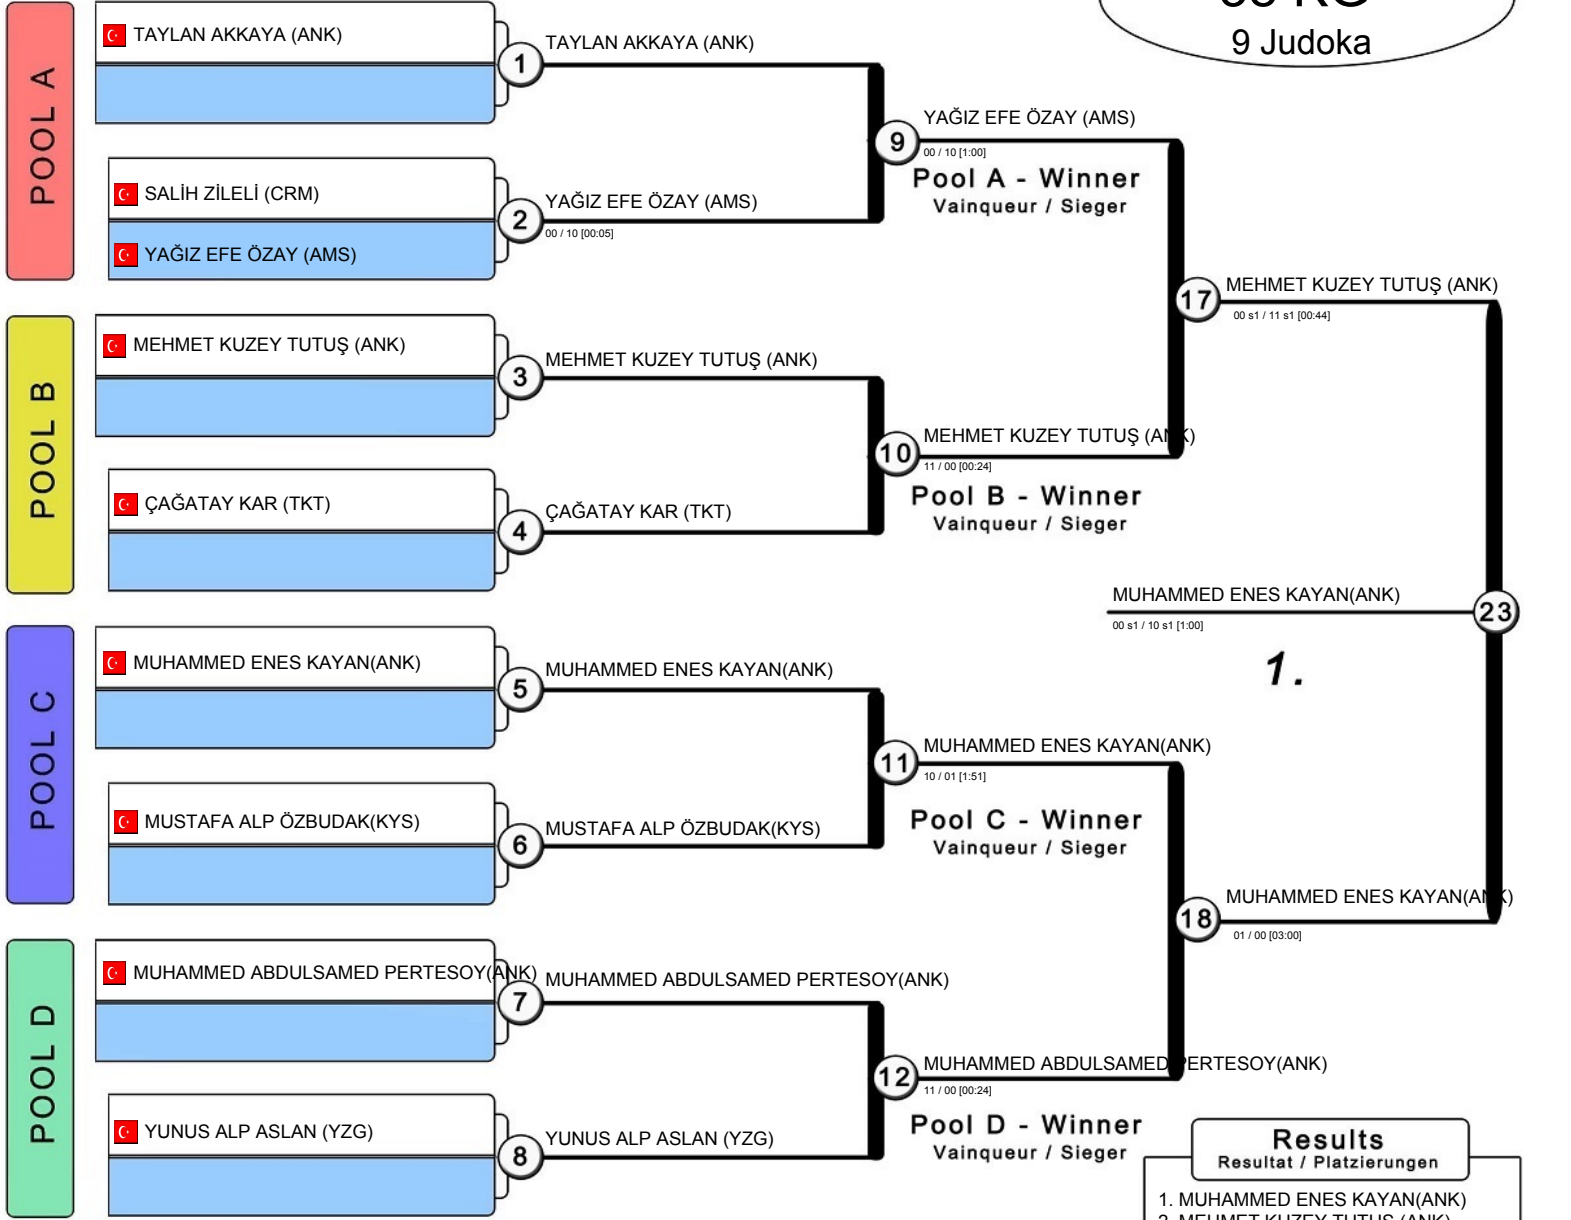 9 Judoka
POOL A
TAYLAN AKKAYA (ANK)
1
TAYLAN AKKAYA (ANK)
SALİH ZİLELİ (CRM)
YAĞIZ EFE ÖZAY (AMS)
2
YAĞIZ EFE ÖZAY (AMS)
00 / 10 [00:05]
9
YAĞIZ EFE ÖZAY (AMS)
00 / 10 [1:00]
Pool A - Winner
Vainqueur / Sieger
POOL B
MEHMET KUZEY TUTUŞ (ANK)
3
MEHMET KUZEY TUTUŞ (ANK)
ÇAĞATAY KAR (TKT)
4
ÇAĞATAY KAR (TKT)
10
MEHMET KUZEY TUTUŞ (ANK)
11 / 00 [00:24]
Pool B - Winner
Vainqueur / Sieger
17
MEHMET KUZEY TUTUŞ (ANK)
00 s1 / 11 s1 [00:44]
MUHAMMED ENES KAYAN(ANK)
00 s1 / 10 s1 [1:00]
23
1.
POOL C
MUHAMMED ENES KAYAN(ANK)
5
MUHAMMED ENES KAYAN(ANK)
MUSTAFA ALP ÖZBUDAK(KYS)
6
MUSTAFA ALP ÖZBUDAK(KYS)
11
MUHAMMED ENES KAYAN(ANK)
10 / 01 [1:51]
Pool C - Winner
Vainqueur / Sieger
18
MUHAMMED ENES KAYAN(ANK)
01 / 00 [03:00]
POOL D
MUHAMMED ABDULSAMED PERTESOY(ANK)
7
MUHAMMED ABDULSAMED PERTESOY(ANK)
YUNUS ALP ASLAN (YZG)
8
YUNUS ALP ASLAN (YZG)
12
MUHAMMED ABDULSAMED PERTESOY(ANK)
11 / 00 [00:24]
Pool D - Winner
Vainqueur / Sieger
Results
Resultat / Platzierungen
1. MUHAMMED ENES KAYAN(ANK)
2. MEHMET KUZEY TUTUŞ (ANK)